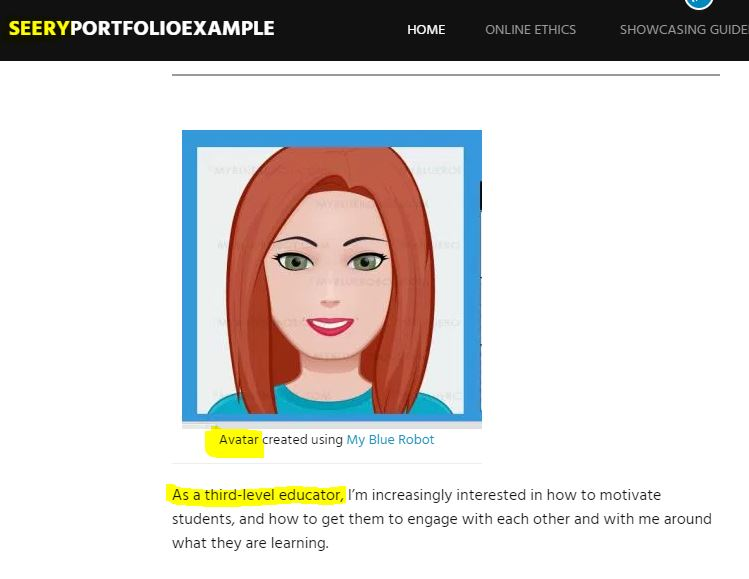 SEERYPORTFOLIOEXAMPLE
HOME
ONLINE ETHICS
SHOWCASING GUIDE
Avatar created using My Blue Robot
As a third-level educator, I’m increasingly interested in how to motivate
students, and how to get them to engage with each other and with me around
what they are learning.